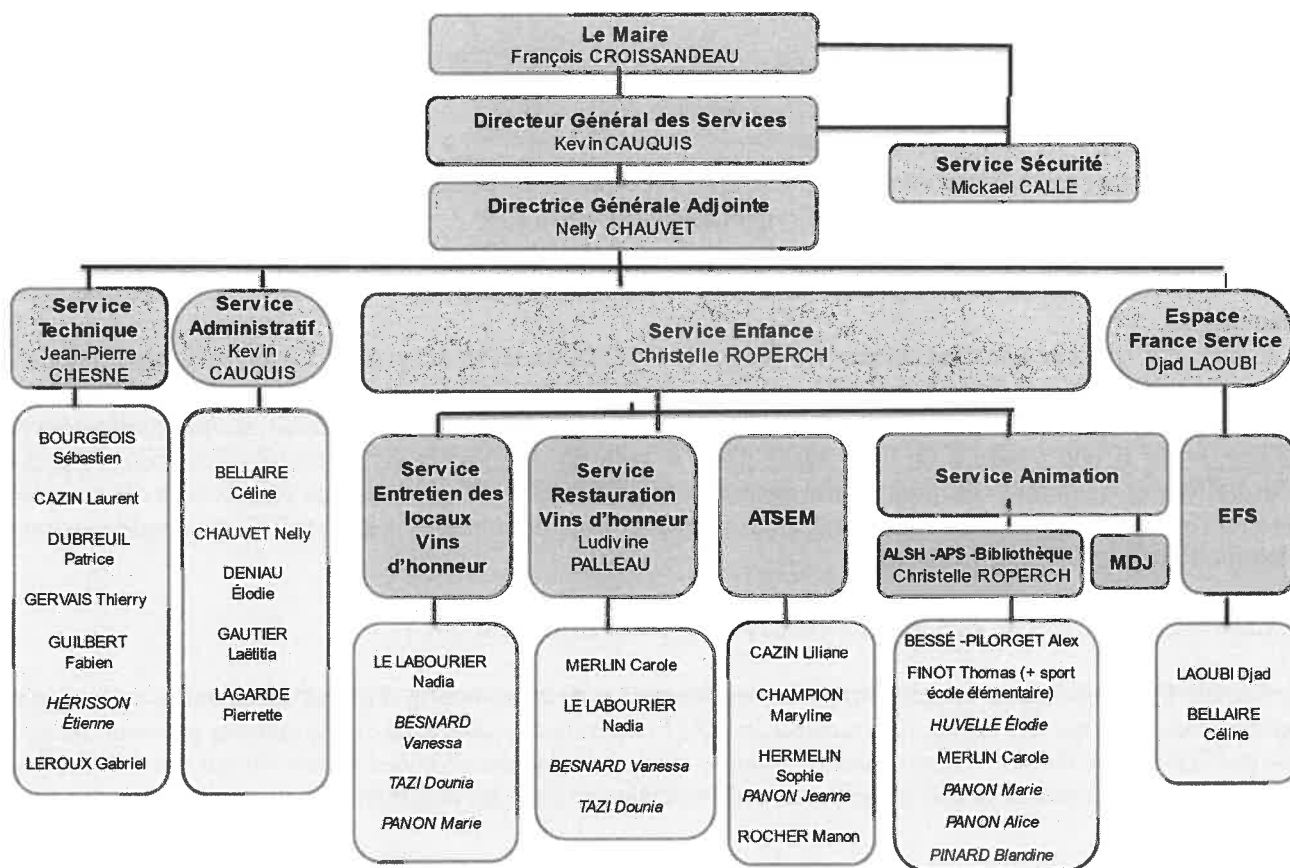 Le Maire
François CROISSANDEAU
Directeur Général des Services
Kevin CAUQUIS
Service Sécurité
Mickael CALLE
Directrice Générale Adjointe
Nelly CHAUVET
Service
Technique
Jean-Pierre
CHESNE
Service
Administratif
Kevin
CAUQUIS
Service Enfance
Christelle ROPERCH
Espace
France Service
Djad LAOUBI
BOURGEOIS
Sébastien
CAZIN Laurent
DUBREUIL
Patrice
GERVAIS Thierry
GUILBERT
Fabien
HÉRISSON
Étienne
LEROUX Gabriel
BELLAIRE
Céline
CHAUVET Nelly
DENIAU
Élodie
GAUTIER
Laëtitia
LAGARDE
Pierrette
Service
Entretien des
locaux
Vins
d'honneur
Service
Restauration
Vins d'honneur
Ludivine
PALLEAU
ATSEM
Service Animation
ALSH -APS -Bibliothèque
Christelle ROPERCH
MDJ
EFS
LE LABOURIER
Nadia
BESNARD
Vanessa
TAZI Dounia
PANON Marie
MERLIN Carole
LE LABOURIER
Nadia
BESNARD Vanessa
TAZI Dounia
CAZIN Liliane
CHAMPION
Maryline
HERMELIN
Sophie
PANON Jeanne
ROCHER Manon
BESSÉ -PILORGET Alex
FINOT Thomas (+ sport
école élémentaire)
HUVELLE Élodie
MERLIN Carole
PANON Marie
PANON Alice
PINARD Blandine
LAOUBI Djad
BELLAIRE
Céline